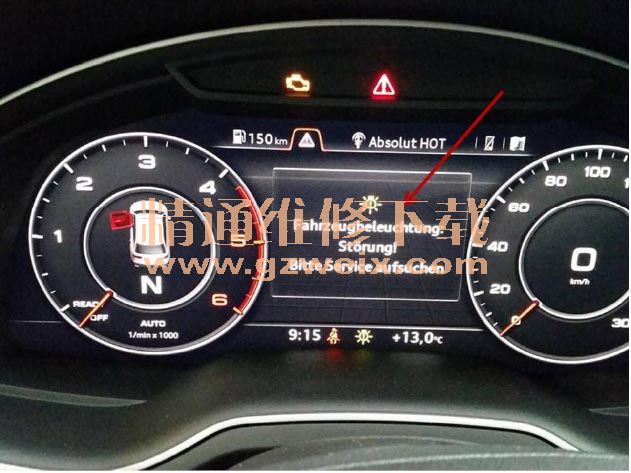 150 km
Absolut HOT
1
2
3
4
5
6
READY
OFF
AUTO
1/min x 1000
N
Fahrzeugbeleuchtung:
Störung!
Bitte Service aufsuchen
精通维修下载
www.gzweix.com
0
20
40
60
80
100
30
0
km/h
9:15
+13,0°C